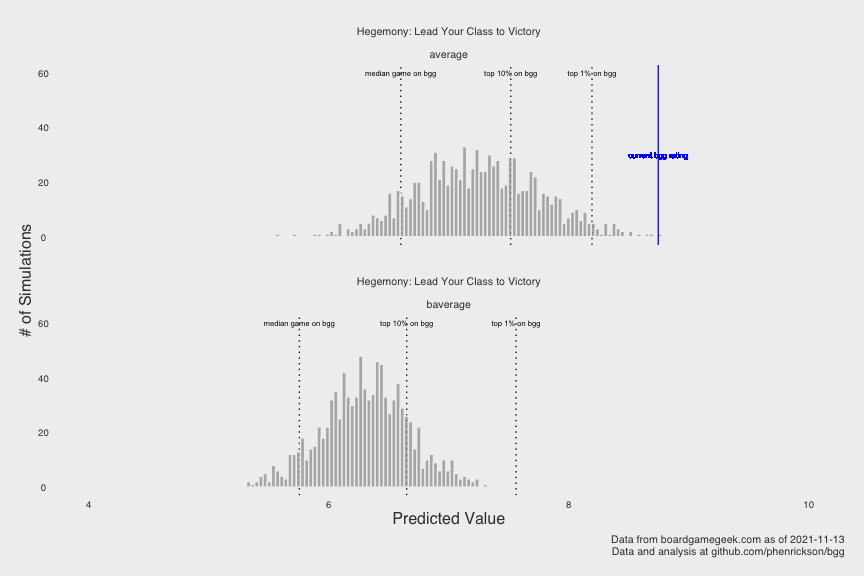 Hegemony: Lead Your Class to Victory
average
60
median game on bgg
top 10% on bgg
top 1% on bgg
40
current bgg rating
20
0
# of Simulations
Hegemony: Lead Your Class to Victory
baverage
60
median game on bgg
top 10% on bgg
top 1% on bgg
40
20
0
4
6
8
10
Predicted Value
Data from boardgamegeek.com as of 2021-11-13
Data and analysis at github.com/phenrickson/bgg